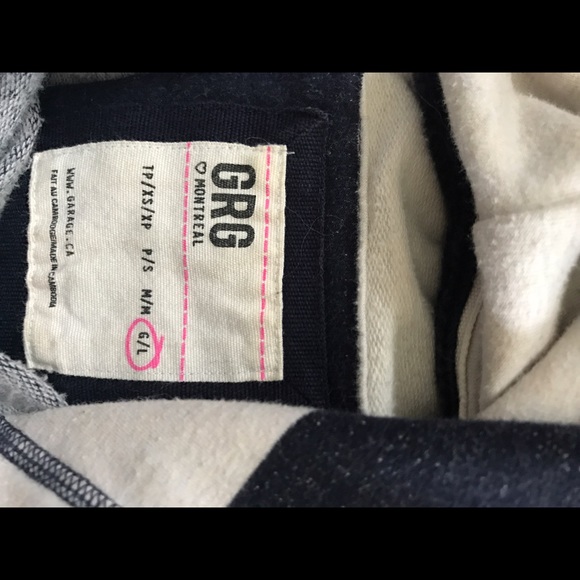 GRG
♡ MONTREAL
TP/XS/XP P/S M/M G/L
WWW.GARAGE.CA
FAIT AU CAMBODGE/MADE IN CAMBODIA